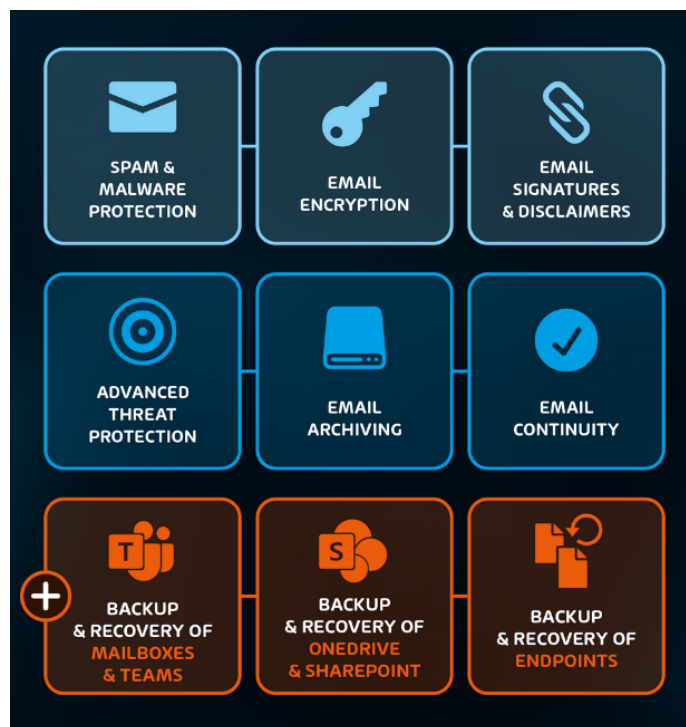 SPAM &
MALWARE
PROTECTION
EMAIL
ENCRYPTION
EMAIL
SIGNATURES
& DISCLAIMERS
ADVANCED
THREAT
PROTECTION
EMAIL
ARCHIVING
EMAIL
CONTINUITY
T
BACKUP
& RECOVERY OF
MAILBOXES
& TEAMS
S
BACKUP
& RECOVERY OF
ONEDRIVE
& SHAREPOINT
BACKUP
& RECOVERY OF
ENDPOINTS